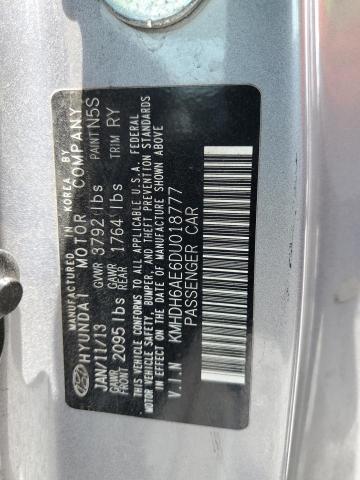 MANUFACTURED IN KOREA BY
HYUNDAI MOTOR COMPANY
JAN/11/13 GVWR 3792 lbs PAINT N5S
GAWR FRONT 2095 lbs GAWR REAR 1764 lbs TRIM RY
THIS VEHICLE CONFORMS TO ALL APPLICABLE U.S.A. FEDERAL
MOTOR VEHICLE SAFETY, BUMPER, AND THEFT PREVENTION STANDARDS
IN EFFECT ON THE DATE OF MANUFACTURE SHOWN ABOVE.
V.I.N KMHDH6AE6DU018777
PASSENGER CAR